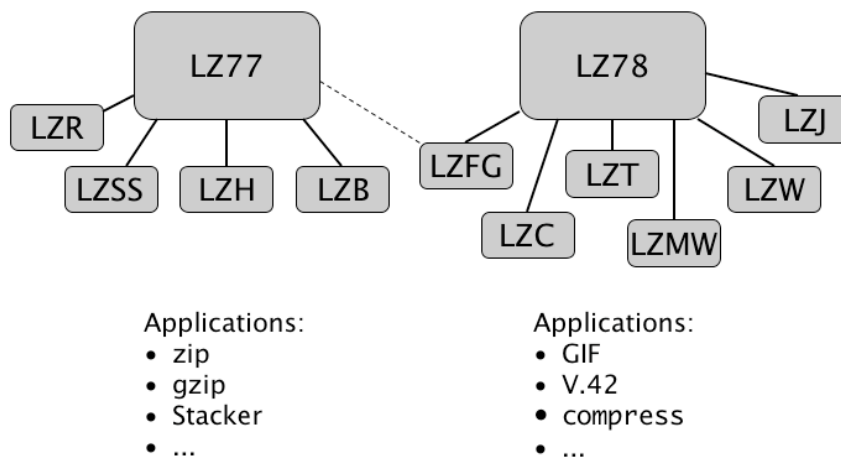 LZ77
LZ78
LZR
LZJ
LZSS
LZH
LZB
LZFG
LZT
LZW
LZC
LZMW
Applications:
• zip
• gzip
• Stacker
• ...
Applications:
• GIF
• V.42
• compress
• ...